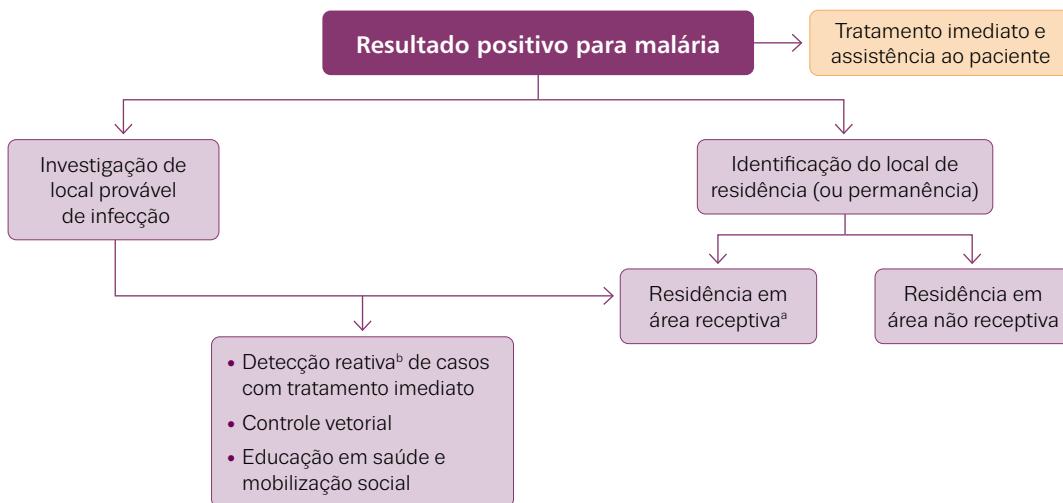 Resultado positivo para malária
Tratamento imediato e
assistência ao paciente
Investigação de
local provável
de infecção
Identificação do local de
residência (ou permanência)
Residência em
área receptivaᵃ
Residência em
área não receptiva
• Detecção reativaᵇ de casos
com tratamento imediato
• Controle vetorial
• Educação em saúde e
mobilização social